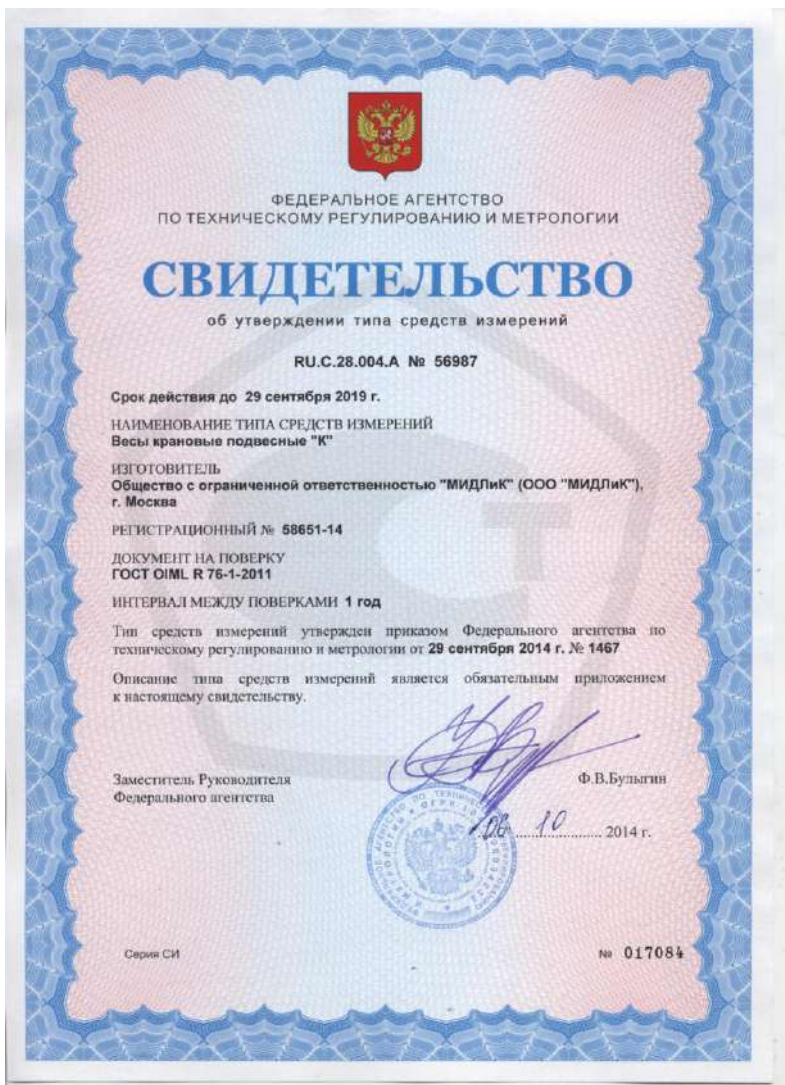 ФЕДЕРАЛЬНОЕ АГЕНТСТВО
ПО ТЕХНИЧЕСКОМУ РЕГУЛИРОВАНИЮ И МЕТРОЛОГИИ
СВИДЕТЕЛЬСТВО
об утверждении типа средств измерений
RU.C.28.004.A № 56987
Срок действия до 29 сентября 2019 г.
НАИМЕНОВАНИЕ ТИПА СРЕДСТВ ИЗМЕРЕНИЙ
Весы крановые подвесные "К"
ИЗГОТОВИТЕЛЬ
Общество с ограниченной ответственностью "МИДЛиК" (ООО "МИДЛиК"),
г. Москва
РЕГИСТРАЦИОННЫЙ № 58651-14
ДОКУМЕНТ НА ПОВЕРКУ
ГОСТ OIML R 76-1-2011
ИНТЕРВАЛ МЕЖДУ ПОВЕРКАМИ 1 год
Тип средств измерений утвержден приказом Федерального агентства по
техническому регулированию и метрологии от 29 сентября 2014 г. № 1467
Описание типа средств измерений является обязательным приложением
к настоящему свидетельству.
Заместитель Руководителя
Ф.В.Булыгин
Федерального агентства
06 10 2014 г.
Серия СИ
№ 017084